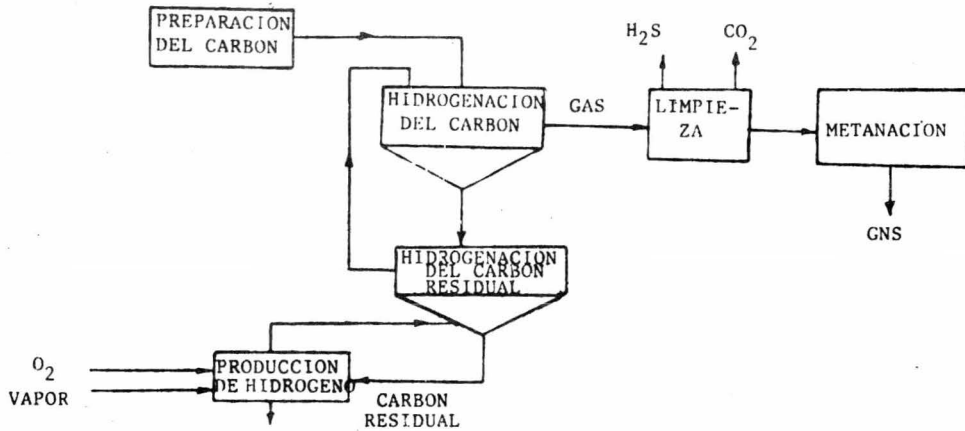 PREPARACION
DEL CARBON
H2S
CO2
HIDROGENACION
DEL CARBON
GAS
LIMPIE-
ZA
METANACION
GNS
HIDROGENACION
DEL CARBON
RESIDUAL
O2
VAPOR
PRODUCCION
DE HIDROGENO
CARBON
RESIDUAL